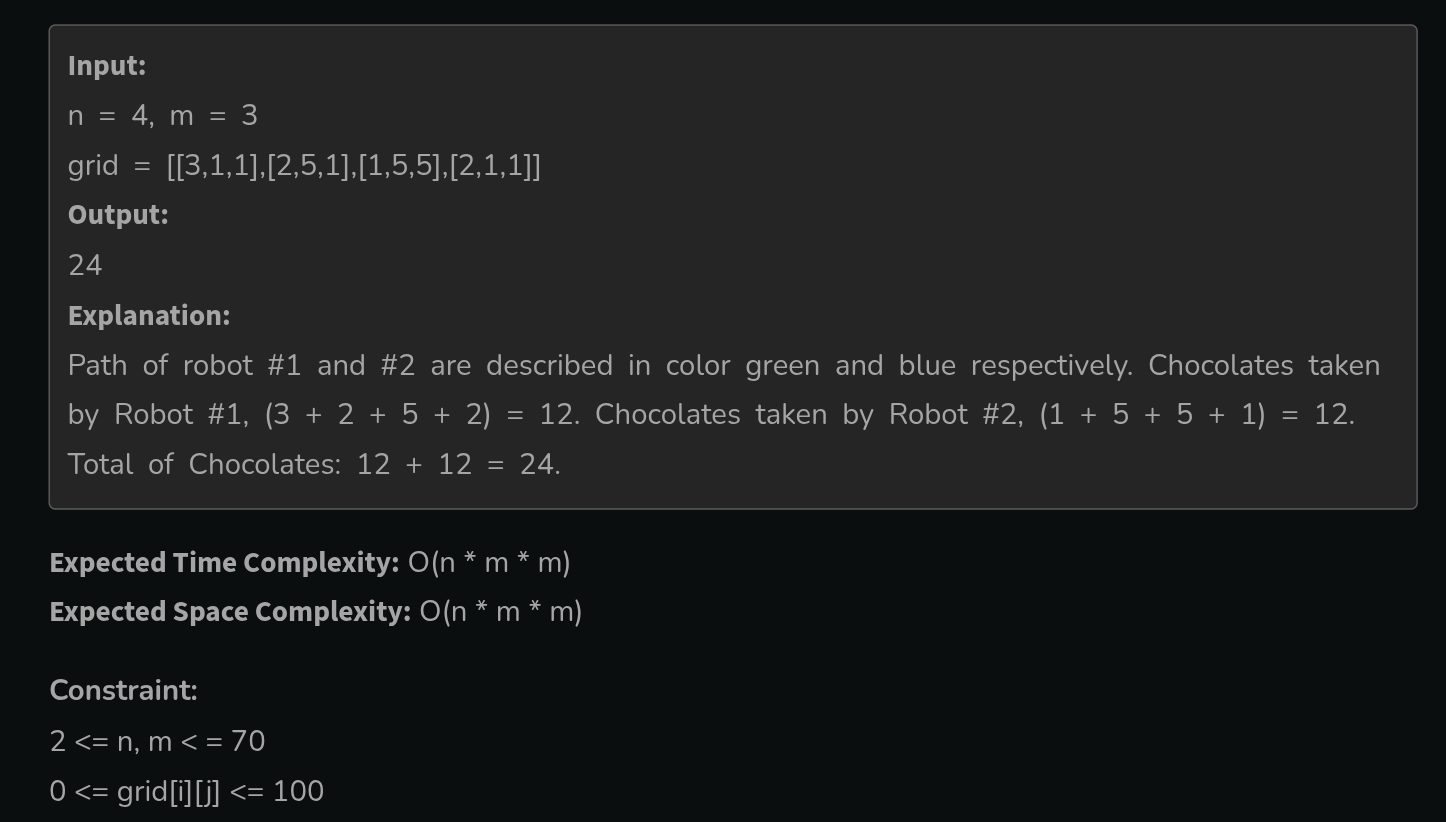 Input:
n = 4, m = 3
grid = [[3,1,1],[2,5,1],[1,5,5],[2,1,1]]
Output:
24
Explanation:
Path of robot #1 and #2 are described in color green and blue respectively. Chocolates taken
by Robot #1, (3 + 2 + 5 + 2) = 12. Chocolates taken by Robot #2, (1 + 5 + 5 + 1) = 12.
Total of Chocolates: 12 + 12 = 24.
Expected Time Complexity: O(n * m * m)
Expected Space Complexity: O(n * m * m)
Constraint:
2 <= n, m < = 70
0 <= grid[i][j] <= 100